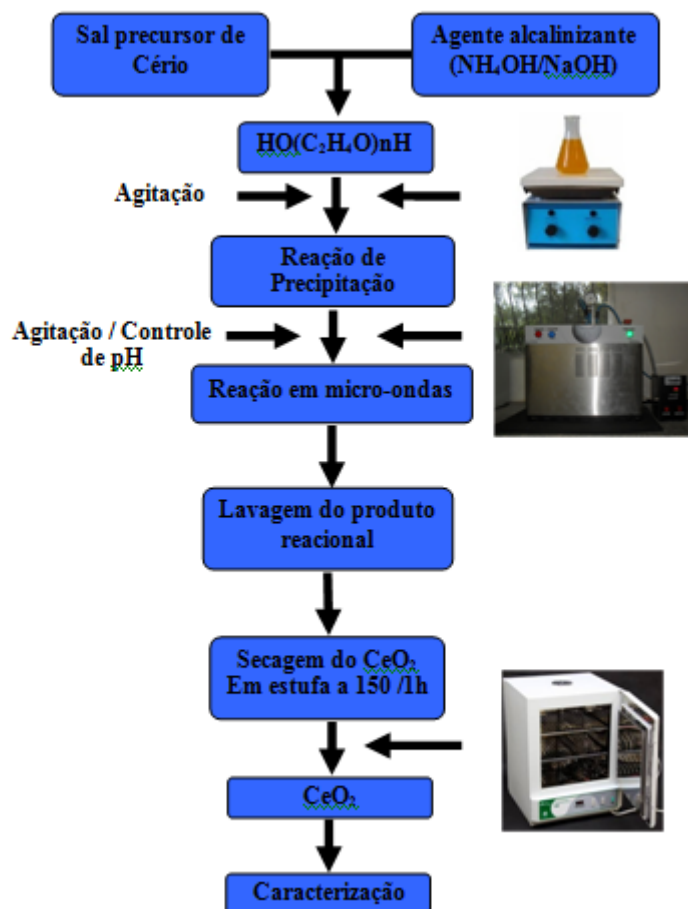 Sal precursor de
Cério
Agente alcalinizante
(NH₄OH/NaOH)
HO(C₂H₄O)nH
Agitação
Reação de
Precipitação
Agitação / Controle
de pH
Reação em micro-ondas
Lavagem do produto
reacional
Secagem do CeO₂
Em estufa a 150 /1h
CeO₂
Caracterização